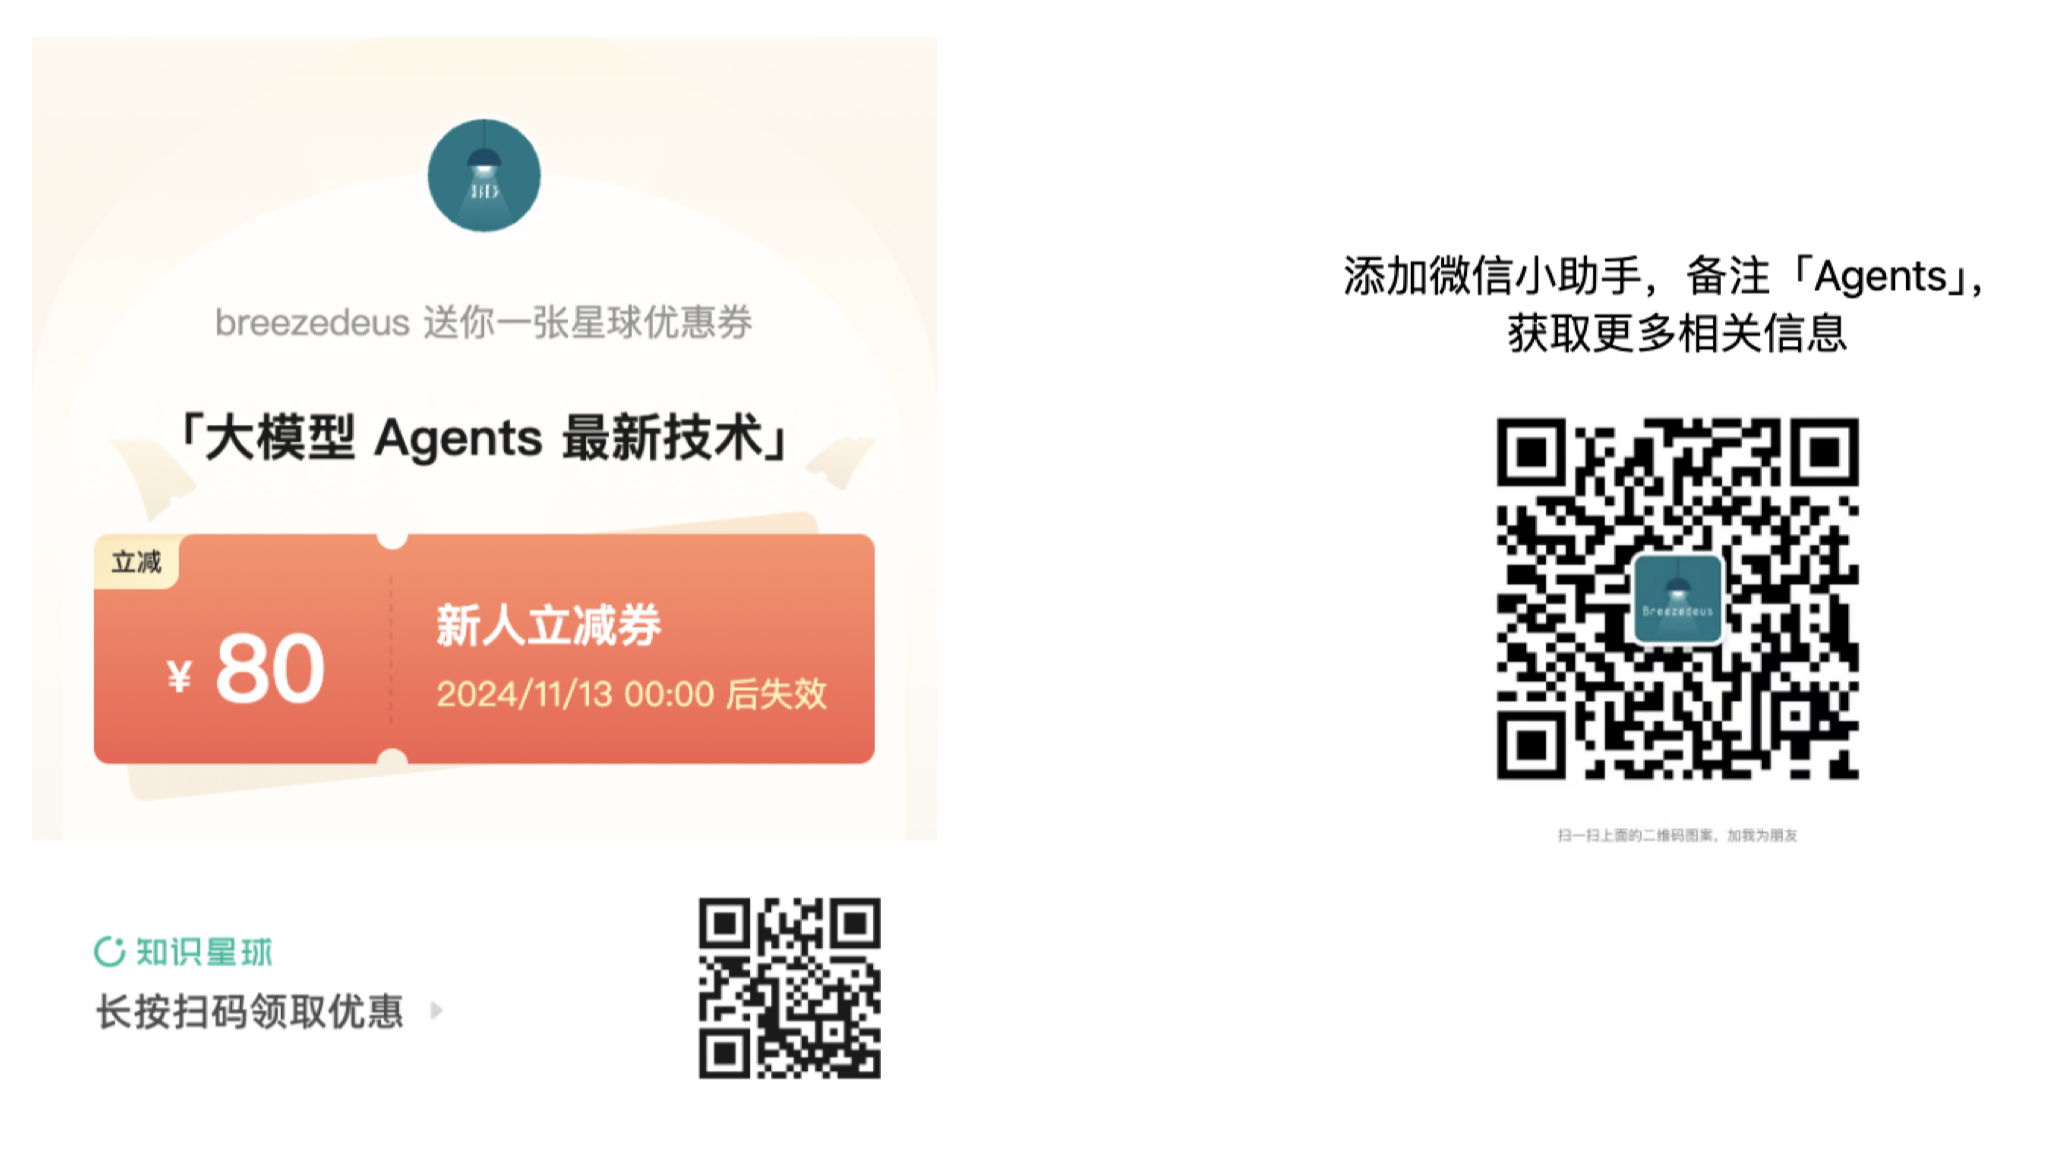 breezedeus 送你一张星球优惠券
「大模型 Agents 最新技术」
立减
¥ 80
新人立减券
2024/11/13 00:00 后失效
知识星球
长按扫码领取优惠
添加微信小助手，备注「Agents」，
获取更多相关信息
Breezedeus
扫一扫上面的二维码图案，加我为朋友